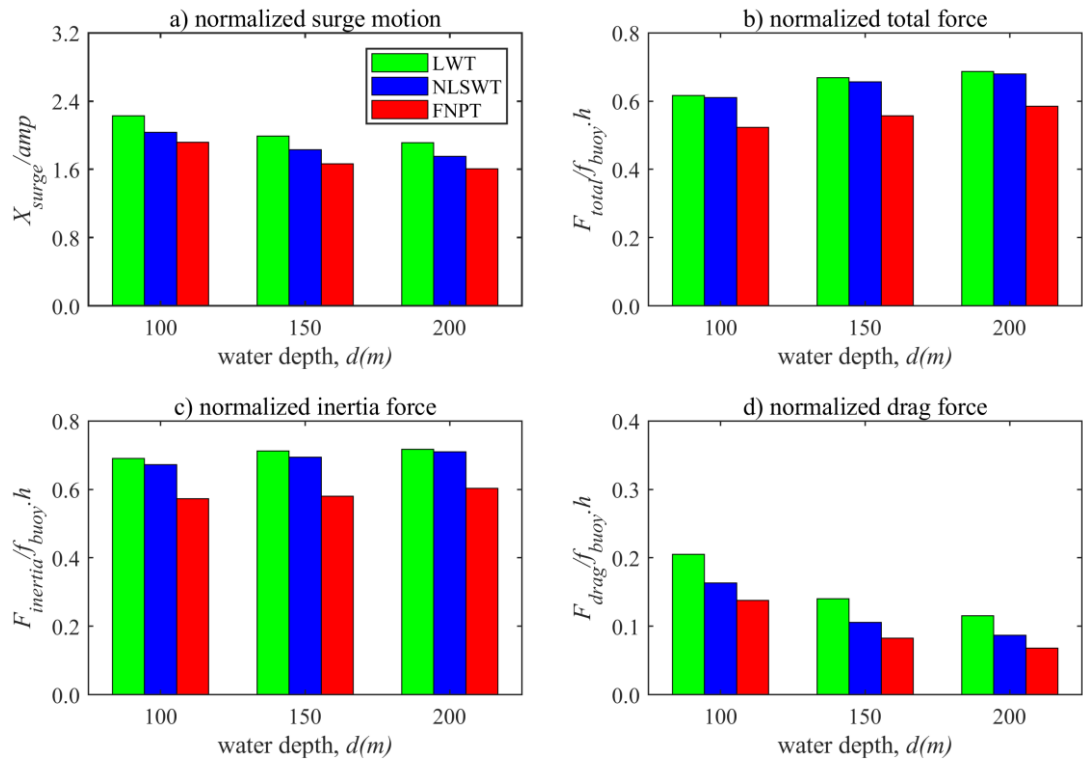 a) normalized surge motion
3.2
2.4
1.6
0.8
0.0
X_surge/amp
LWT
NLSWT
FNPT
100 150 200
water depth, d(m)
b) normalized total force
0.8
0.6
0.4
0.2
0.0
F_total/f_buoy.h
100 150 200
water depth, d(m)
c) normalized inertia force
0.8
0.6
0.4
0.2
0.0
F_inertia/f_buoy.h
100 150 200
water depth, d(m)
d) normalized drag force
0.4
0.3
0.2
0.1
0.0
F_drag/f_buoy.h
100 150 200
water depth, d(m)